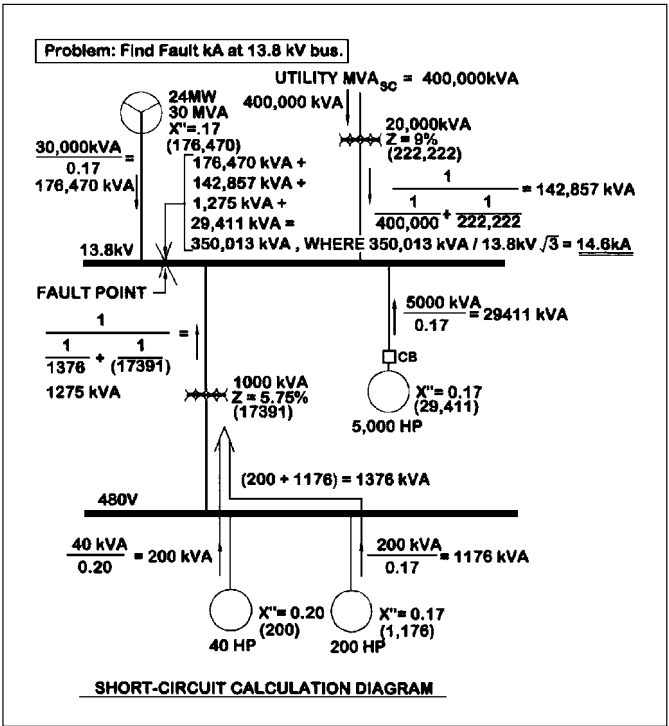 Problem: Find Fault kA at 13.8 kV bus.
UTILITY MVA SC = 400,000kVA
400,000 kVA
24MW
30 MVA
X"=.17
(176,470)
20,000kVA
Z = 9%
(222,222)
30,000kVA
0.17
=
176,470 kVA
176,470 kVA +
142,857 kVA +
1,275 kVA +
29,411 kVA =
350,013 kVA , WHERE 350,013 kVA / 13.8kV √3 = 14.6kA
1
1 + 1
400,000 222,222
= 142,857 kVA
13.8kV
FAULT POINT
5000 kVA
0.17
= 29411 kVA
CB
X"= 0.17
(29,411)
5,000 HP
1
1 + 1
1376 (17391)
=
1275 kVA
1000 kVA
Z = 5.75%
(17391)
(200 + 1176) = 1376 kVA
480V
40 kVA
0.20
= 200 kVA
200 kVA
0.17
= 1176 kVA
X"= 0.20
(200)
40 HP
X"= 0.17
(1,176)
200 HP
SHORT-CIRCUIT CALCULATION DIAGRAM